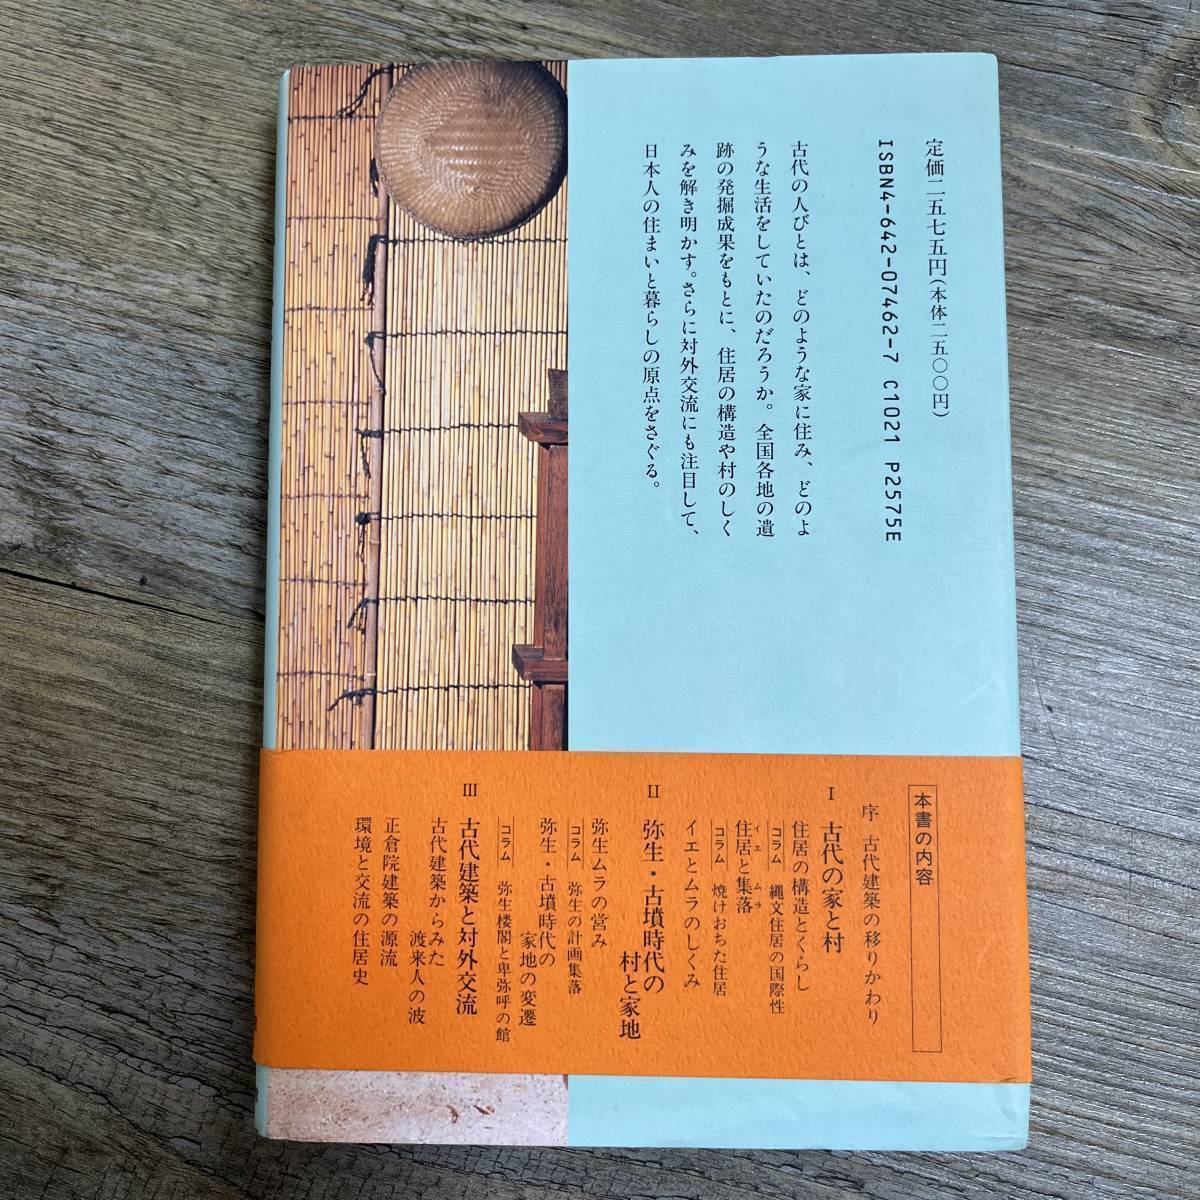 定価二五七五円(本体二五〇〇円)
ISBN4-642-07462-7 C1021 P2575E
古代の人びとは、どのような家に住み、どのよ
うな生活をしていたのだろうか。全国各地の遺
跡の発掘成果をもとに、住居の構造や村のしく
みを解き明かす。さらに対外交流にも注目して、
日本人の住まいと暮らしの原点をさぐる。
本書の内容
序 古代建築の移りかわり
I 古代の家と村
住居の構造とくらし
コラム 縄文住居の国際性
住居と集落
イエ ムラ
コラム 焼けおちた住居
イエとムラのしくみ
II 弥生・古墳時代の
村と家地
弥生ムラの営み
コラム 弥生の計画集落
弥生・古墳時代の
家地の変遷
コラム 弥生楼閣と卑弥呼の館
III 古代建築と対外交流
古代建築からみた
渡来人の波
正倉院建築の源流
環境と交流の住居史